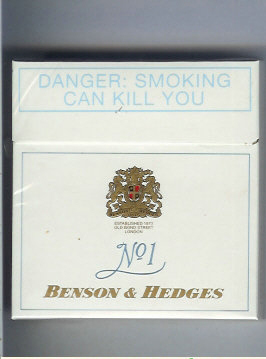 DANGER: SMOKING
CAN KILL YOU
ESTABLISHED 1873
OLD BOND STREET
LONDON
No1
BENSON & HEDGES